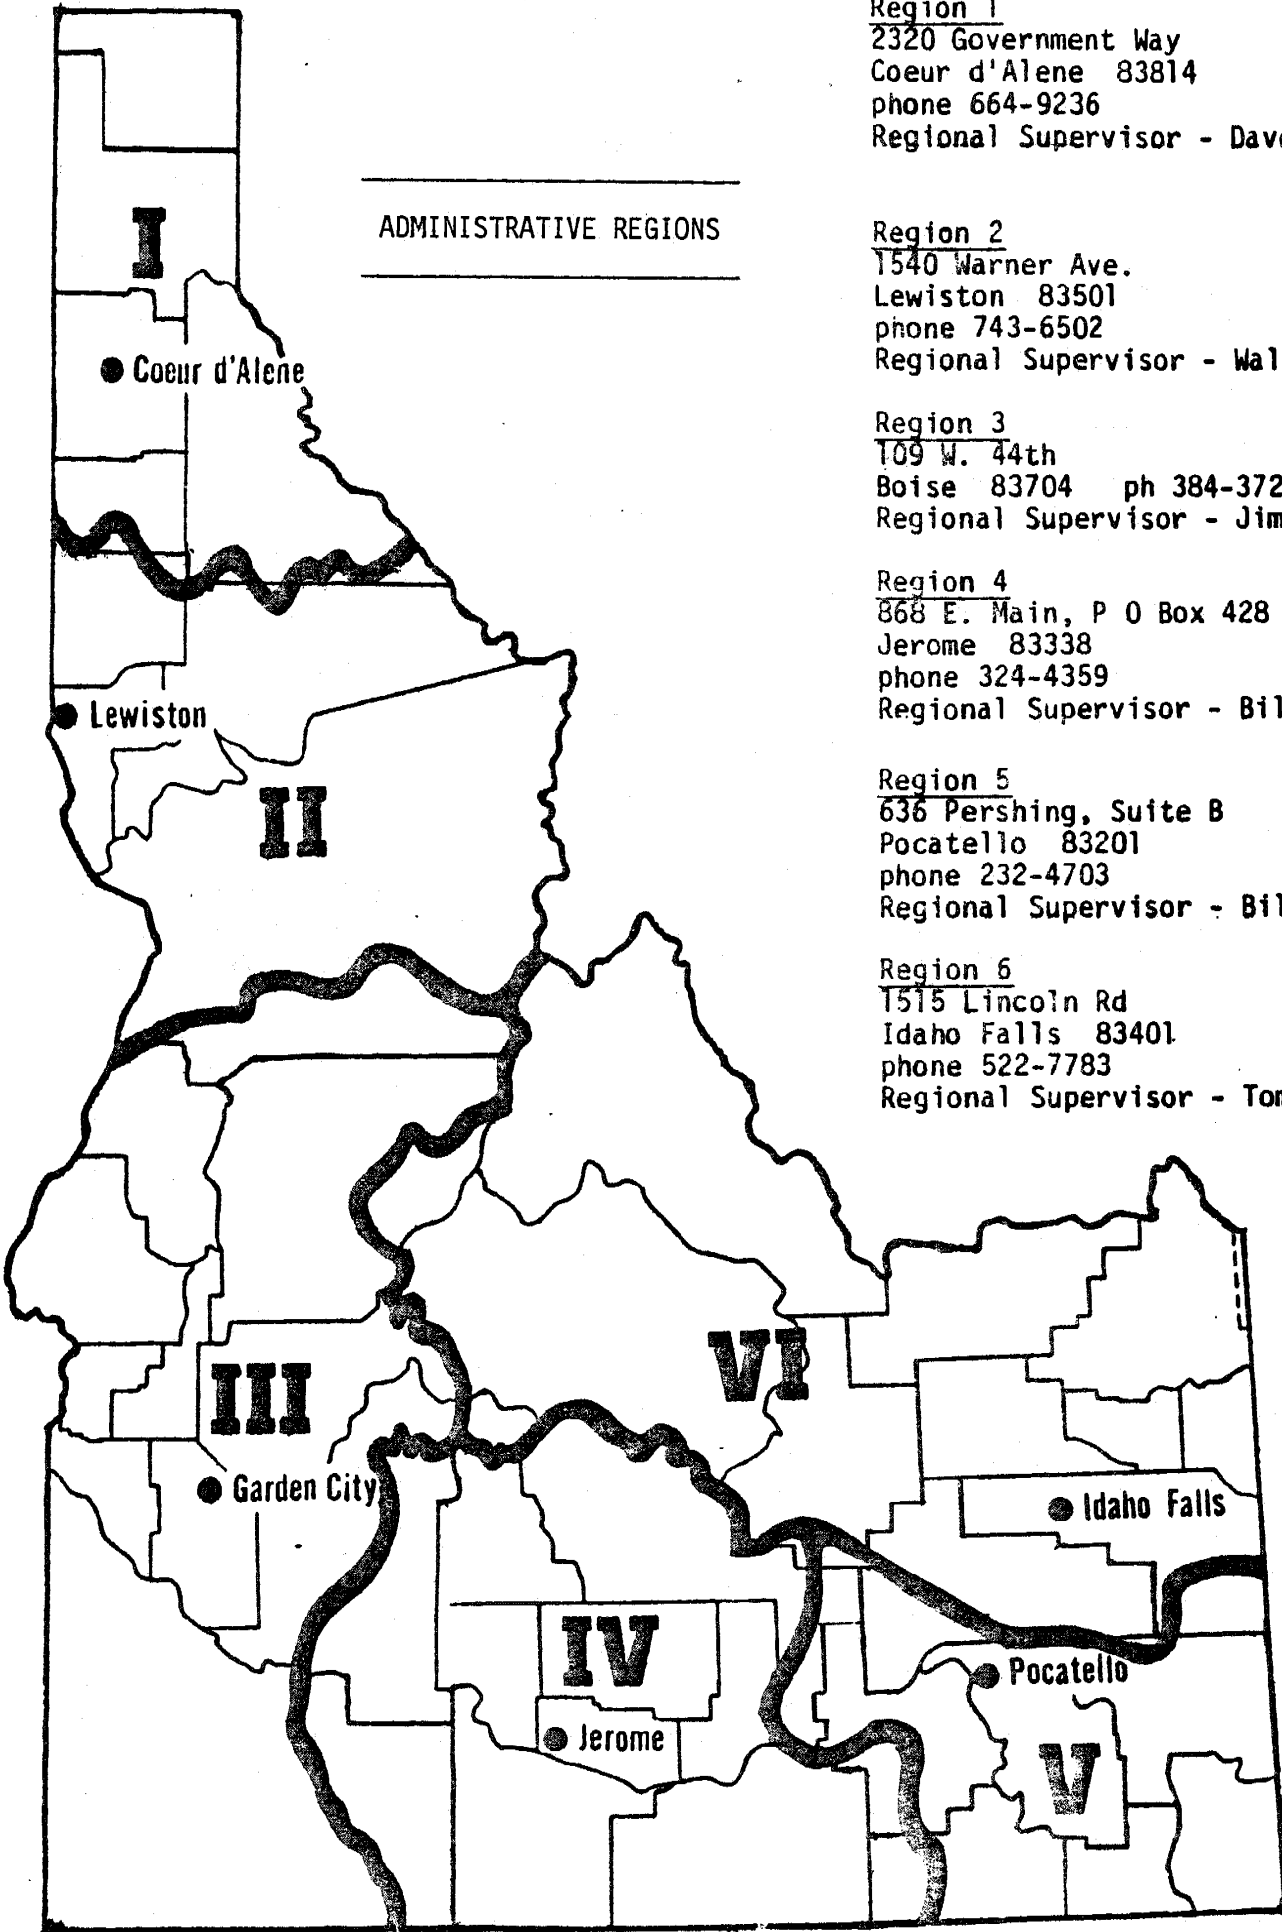 Region 1
2320 Government Way
Coeur d'Alene 83814
phone 664-9236
Regional Supervisor - Dav
ADMINISTRATIVE REGIONS
Region 2
1540 Warner Ave.
Lewiston 83501
phone 743-6502
Regional Supervisor - Wal
Region 3
109 W. 44th
Boise 83704 ph 384-372
Regional Supervisor - Jim
Region 4
868 E. Main, P O Box 428
Jerome 83338
phone 324-4359
Regional Supervisor - Bil
Region 5
636 Pershing, Suite B
Pocatello 83201
phone 232-4703
Regional Supervisor - Bil
Region 6
1515 Lincoln Rd
Idaho Falls 83401
phone 522-7783
Regional Supervisor - Tom
I
Coeur d'Alene
Lewiston
II
VI
III
Garden City
Idaho Falls
IV
Pocatello
Jerome
V